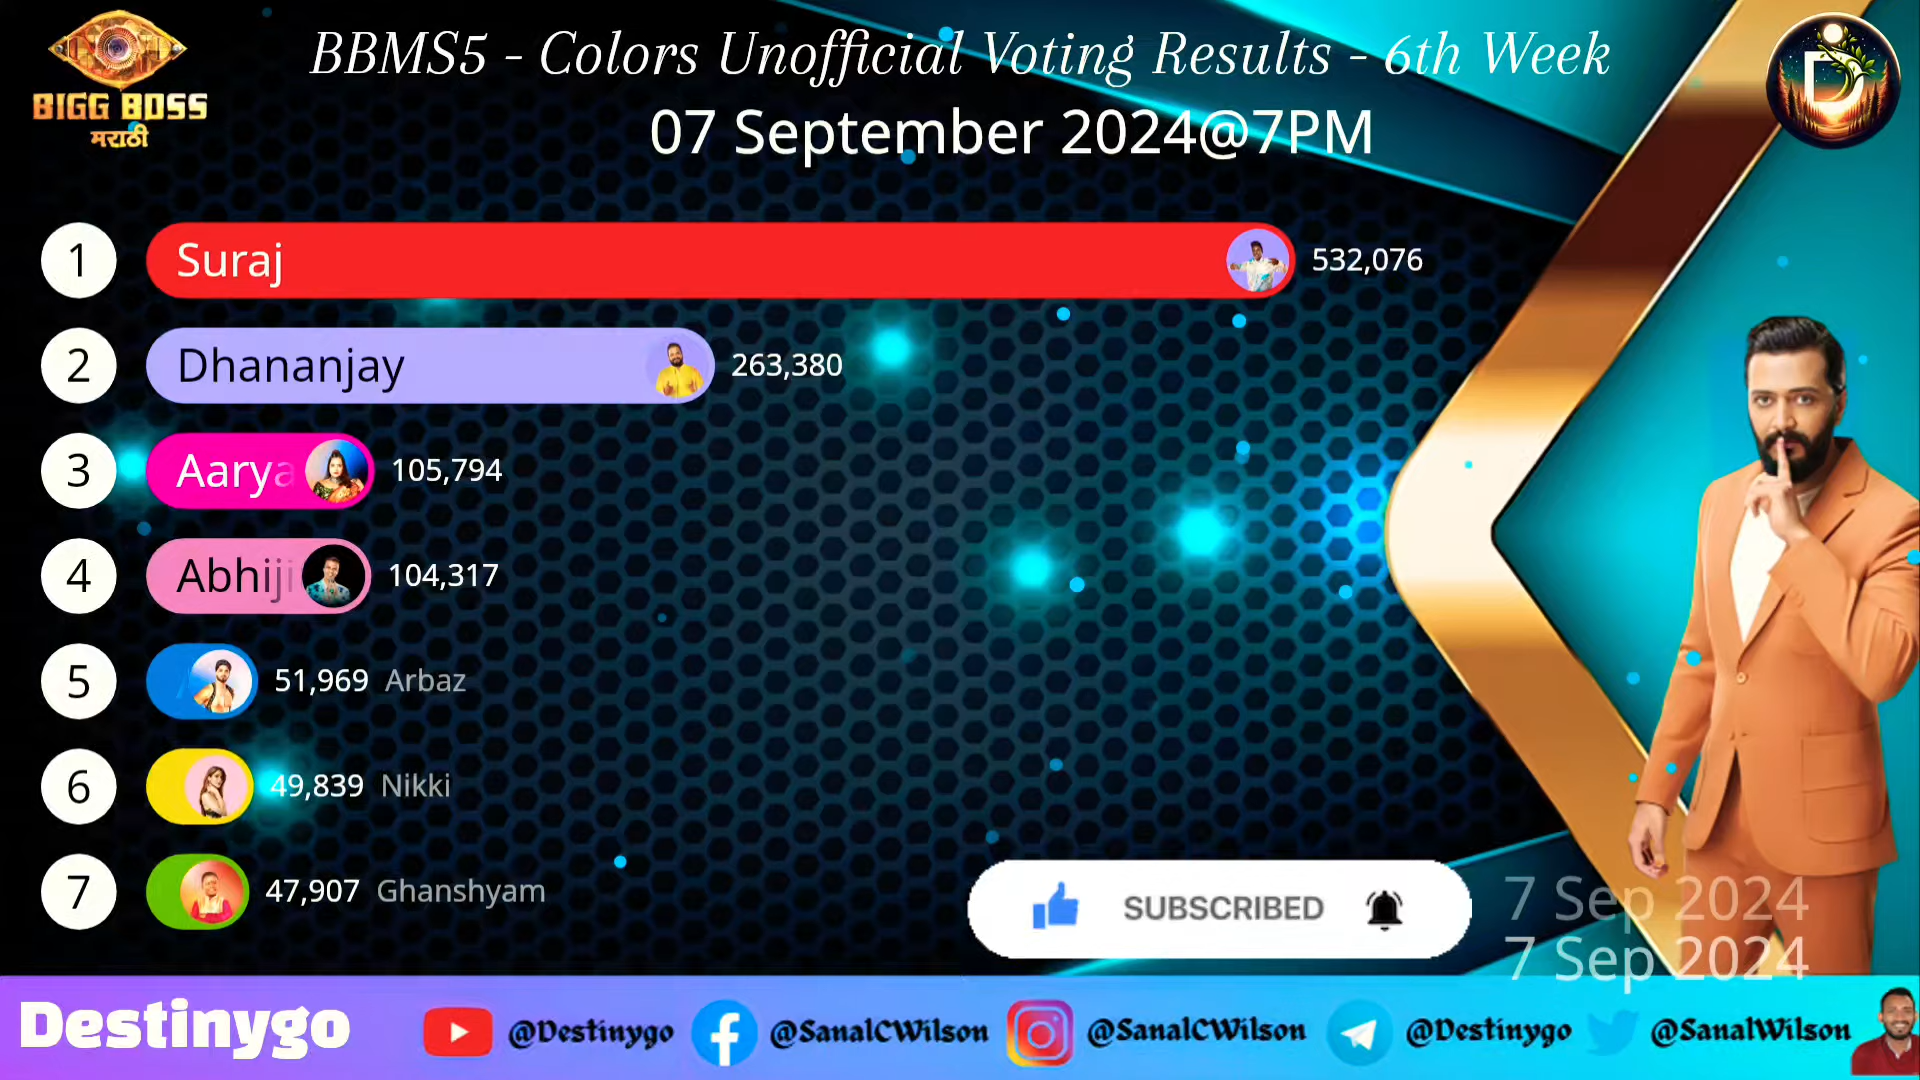 BIGG BOSS
मराठी
BBMS5 - Colors Unofficial Voting Results - 6th Week
07 September 2024@7PM
1 Suraj 532,076
2 Dhananjay 263,380
3 Aarya 105,794
4 Abhiji 104,317
5 51,969 Arbaz
6 49,839 Nikki
7 47,907 Ghanshyam
SUBSCRIBED
7 Sep 2024
7 Sep 2024
Destinygo @Destinygo @SanalCWilson @SanalCWilson @Destinygo @SanalWilson